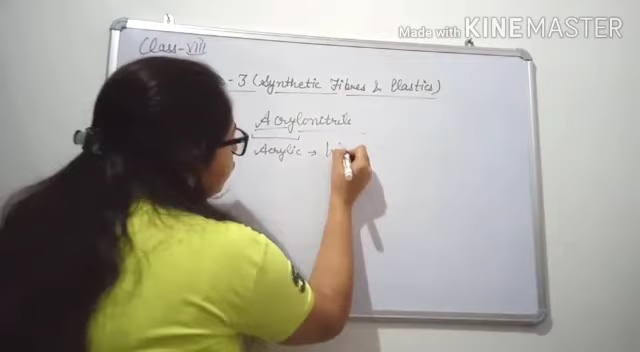 Made with KINEMASTER
Class-VIII
- 3 (Synthetic Fibres & Plastics)
Acrylonitrile
Acrylic →